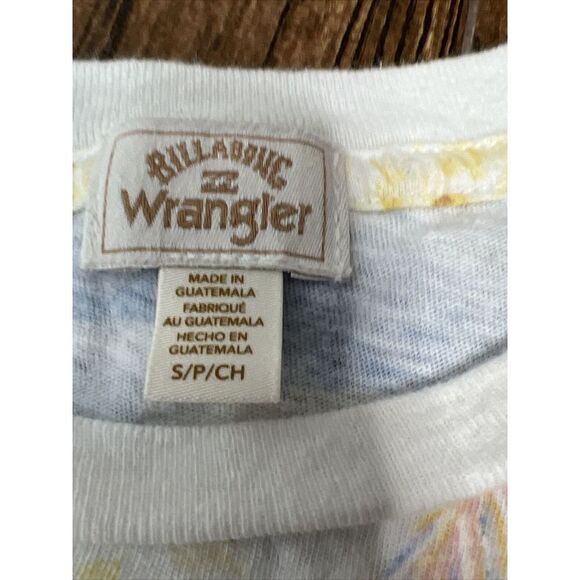 BILLABONG
Wrangler
MADE IN
GUATEMALA
FABRIQUÉ
AU GUATEMALA
HECHO EN
GUATEMALA
S/P/CH